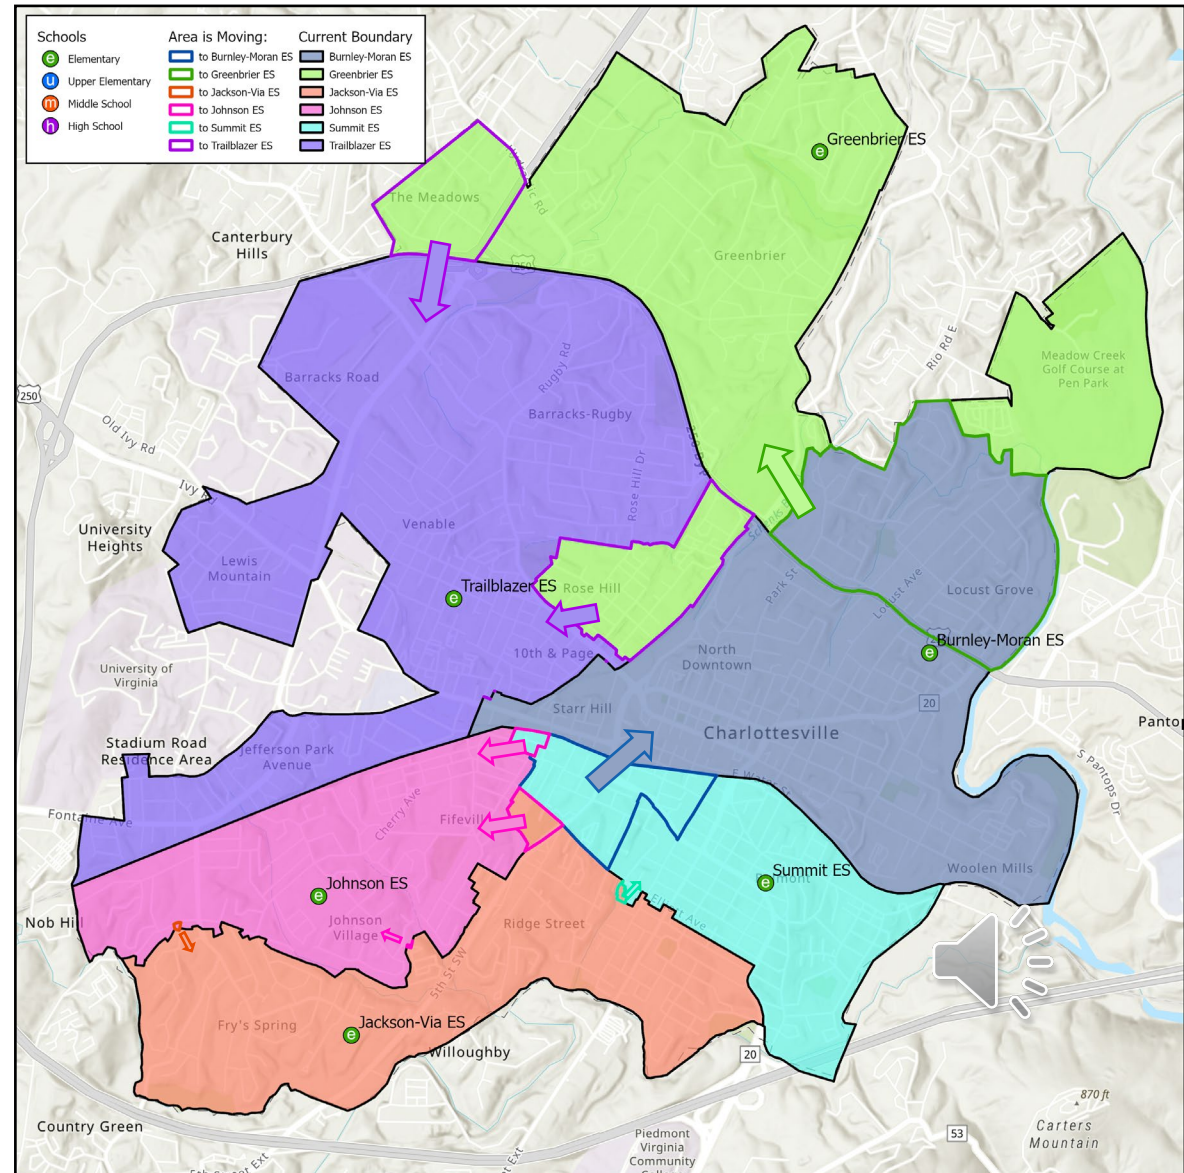 Schools
e Elementary
u Upper Elementary
m Middle School
h High School
Area is Moving:
to Burnley-Moran ES
to Greenbrier ES
to Jackson-Via ES
to Johnson ES
to Summit ES
to Trailblazer ES
Current Boundary
Burnley-Moran ES
Greenbrier ES
Jackson-Via ES
Johnson ES
Summit ES
Trailblazer ES
Greenbrier ES
e
Hydraulic Rd
The Meadows
Canterbury
Hills
Greenbrier
250
Rio Rd E
Meadow Creek
Golf Course at
Pen Park
Barracks Road
Rugby Rd
250
Barracks-Rugby
Old Ivy Rd
Rose Hill Dr
Ivy Rd
Venable
University
Heights
Lewis
Mountain
Trailblazer ES
e
Rose Hill
Park St
Locust Ave
Locust Grove
Burnley-Moran ES
e
10th & Page
North
Downtown
University of
Virginia
20
Starr Hill
Charlottesville
Stadium Road
Residence Area
Jefferson Park
Avenue
S Pantops Dr
Fontaine Ave
Cherry Ave
Fifeville
Summit ES
e
Woolen Mills
Johnson ES
e
Nob Hill
Johnson
Village
Ridge Street
Elliott Ave
5th St SW
Fry's Spring
Jackson-Via ES
e
Willoughby
20
870 ft
Country Green
53
Carters
Mountain
Piedmont
Virginia
Community